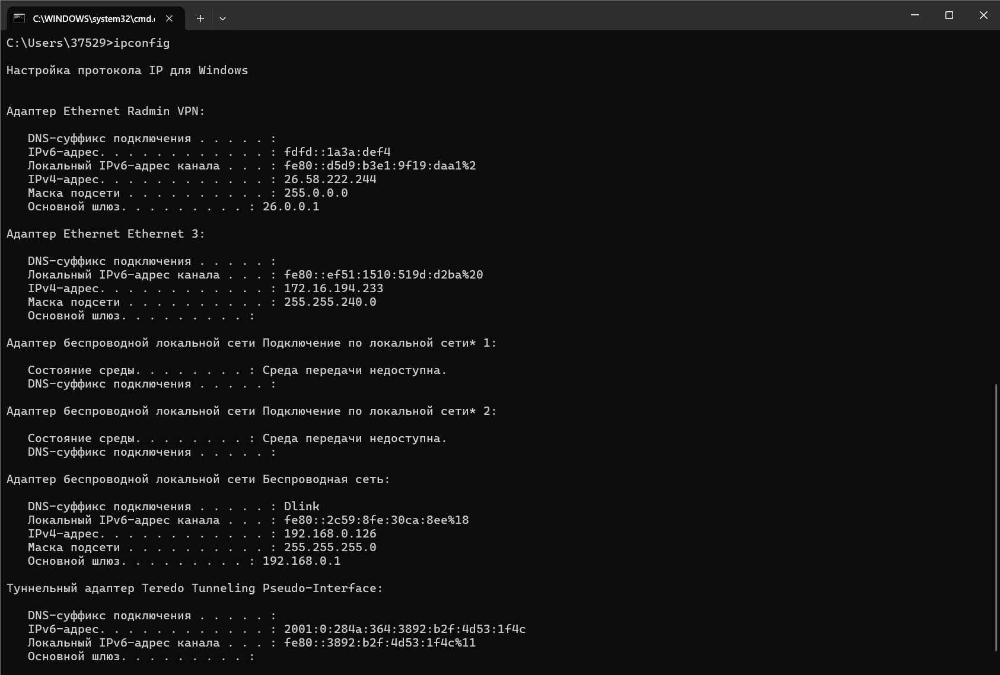 C:\WINDOWS\system32\cmd.
C:\Users\37529>ipconfig
Настройка протокола IP для Windows
Адаптер Ethernet Radmin VPN:
DNS-суффикс подключения . . . . . :
IPv6-адрес. . . . . . . . . . . . : fdfd::1a3a:def4
Локальный IPv6-адрес канала . . . : fe80::d5d9:b3e1:9f19:daa1%2
IPv4-адрес. . . . . . . . . . . . : 26.58.222.244
Маска подсети . . . . . . . . . . : 255.0.0.0
Основной шлюз. . . . . . . . . : 26.0.0.1
Адаптер Ethernet Ethernet 3:
DNS-суффикс подключения . . . . . :
Локальный IPv6-адрес канала . . . : fe80::ef51:1510:519d:d2ba%20
IPv4-адрес. . . . . . . . . . . . : 172.16.194.233
Маска подсети . . . . . . . . . . : 255.255.240.0
Основной шлюз. . . . . . . . . :
Адаптер беспроводной локальной сети Подключение по локальной сети* 1:
Состояние среды. . . . . . . . : Среда передачи недоступна.
DNS-суффикс подключения . . . . . :
Адаптер беспроводной локальной сети Подключение по локальной сети* 2:
Состояние среды. . . . . . . . : Среда передачи недоступна.
DNS-суффикс подключения . . . . . :
Адаптер беспроводной локальной сети Беспроводная сеть:
DNS-суффикс подключения . . . . . : Dlink
Локальный IPv6-адрес канала . . . : fe80::2c59:8fe:30ca:8ee%18
IPv4-адрес. . . . . . . . . . . . : 192.168.0.126
Маска подсети . . . . . . . . . . : 255.255.255.0
Основной шлюз. . . . . . . . . : 192.168.0.1
Туннельный адаптер Teredo Tunneling Pseudo-Interface:
DNS-суффикс подключения . . . . . :
IPv6-адрес. . . . . . . . . . . . : 2001:0:284a:364:3892:b2f:4d53:1f4c
Локальный IPv6-адрес канала . . . : fe80::3892:b2f:4d53:1f4c%11
Основной шлюз. . . . . . . . . :